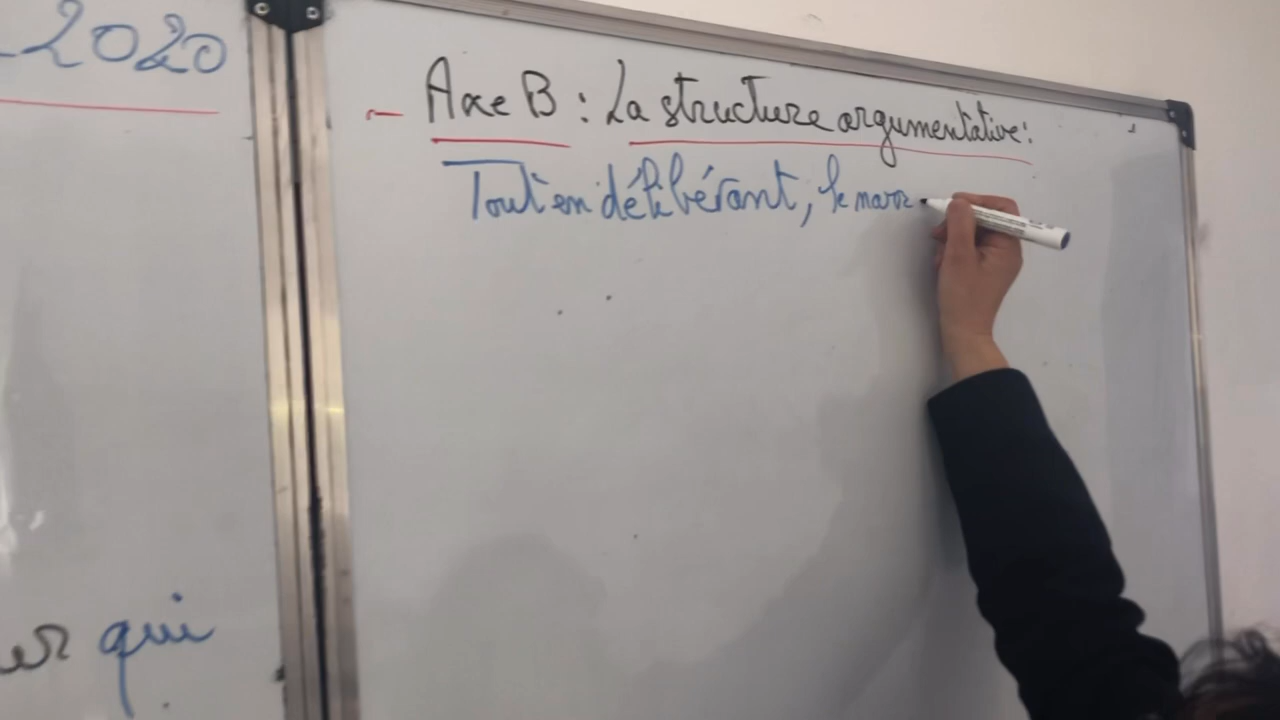 2020
- Axe B : La structure argumentative :
Tout en délibérant, le narr
qui